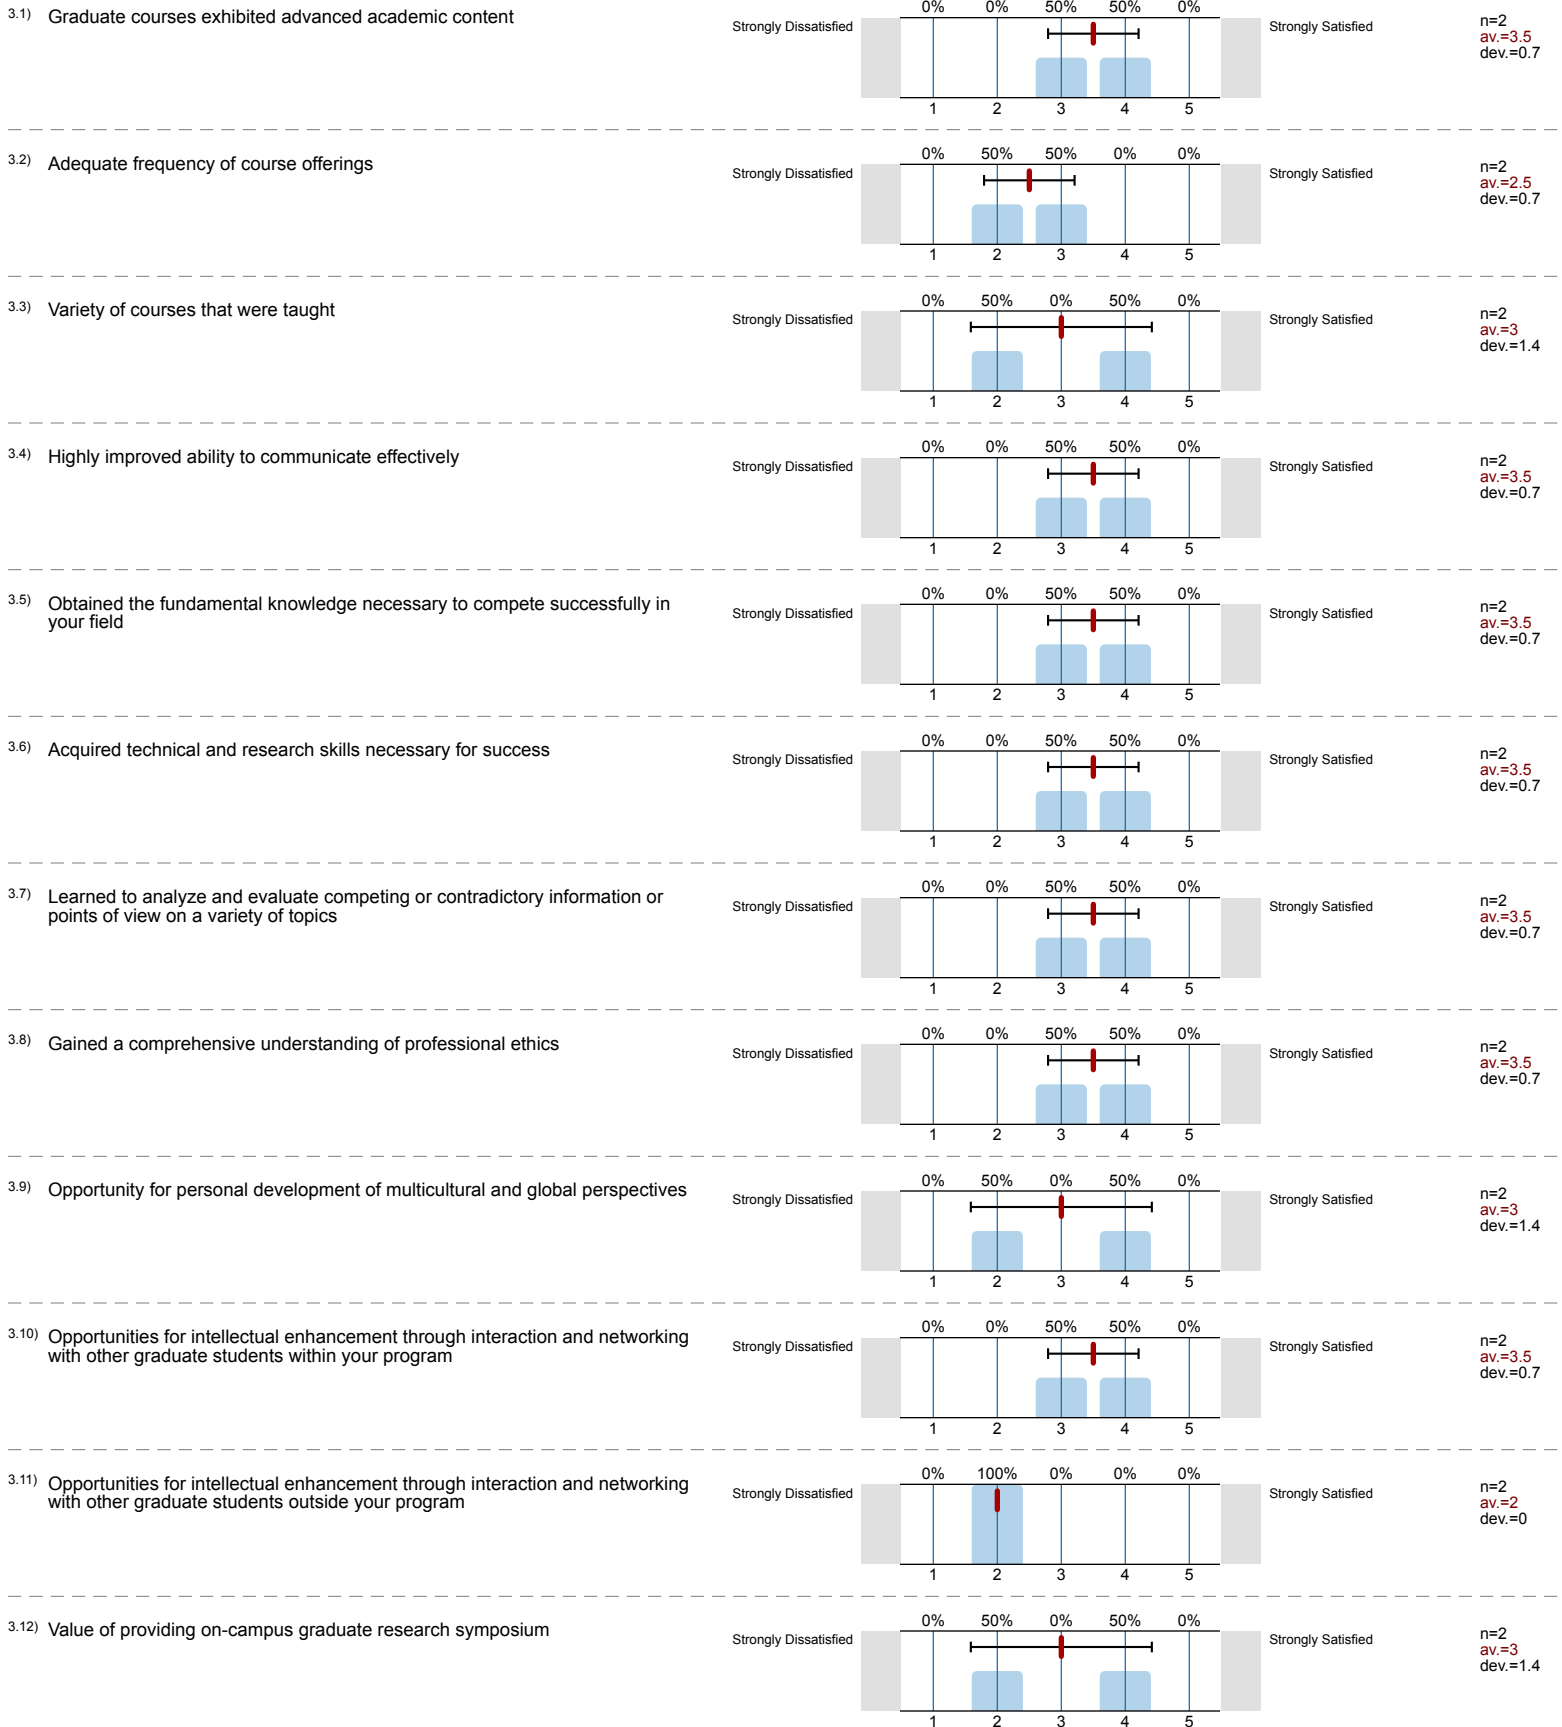 3.1) Graduate courses exhibited advanced academic content
0% 0% 50% 50% 0%
Strongly Dissatisfied Strongly Satisfied
n=2
av.=3.5
dev.=0.7
1 2 3 4 5
3.2) Adequate frequency of course offerings
0% 50% 50% 0% 0%
Strongly Dissatisfied Strongly Satisfied
n=2
av.=2.5
dev.=0.7
1 2 3 4 5
3.3) Variety of courses that were taught
0% 50% 0% 50% 0%
Strongly Dissatisfied Strongly Satisfied
n=2
av.=3
dev.=1.4
1 2 3 4 5
3.4) Highly improved ability to communicate effectively
0% 0% 50% 50% 0%
Strongly Dissatisfied Strongly Satisfied
n=2
av.=3.5
dev.=0.7
1 2 3 4 5
3.5) Obtained the fundamental knowledge necessary to compete successfully in
your field
0% 0% 50% 50% 0%
Strongly Dissatisfied Strongly Satisfied
n=2
av.=3.5
dev.=0.7
1 2 3 4 5
3.6) Acquired technical and research skills necessary for success
0% 0% 50% 50% 0%
Strongly Dissatisfied Strongly Satisfied
n=2
av.=3.5
dev.=0.7
1 2 3 4 5
3.7) Learned to analyze and evaluate competing or contradictory information or
points of view on a variety of topics
0% 0% 50% 50% 0%
Strongly Dissatisfied Strongly Satisfied
n=2
av.=3.5
dev.=0.7
1 2 3 4 5
3.8) Gained a comprehensive understanding of professional ethics
0% 0% 50% 50% 0%
Strongly Dissatisfied Strongly Satisfied
n=2
av.=3.5
dev.=0.7
1 2 3 4 5
3.9) Opportunity for personal development of multicultural and global perspectives
0% 50% 0% 50% 0%
Strongly Dissatisfied Strongly Satisfied
n=2
av.=3
dev.=1.4
1 2 3 4 5
3.10) Opportunities for intellectual enhancement through interaction and networking
with other graduate students within your program
0% 0% 50% 50% 0%
Strongly Dissatisfied Strongly Satisfied
n=2
av.=3.5
dev.=0.7
1 2 3 4 5
3.11) Opportunities for intellectual enhancement through interaction and networking
with other graduate students outside your program
0% 100% 0% 0% 0%
Strongly Dissatisfied Strongly Satisfied
n=2
av.=2
dev.=0
1 2 3 4 5
3.12) Value of providing on-campus graduate research symposium
0% 50% 0% 50% 0%
Strongly Dissatisfied Strongly Satisfied
n=2
av.=3
dev.=1.4
1 2 3 4 5